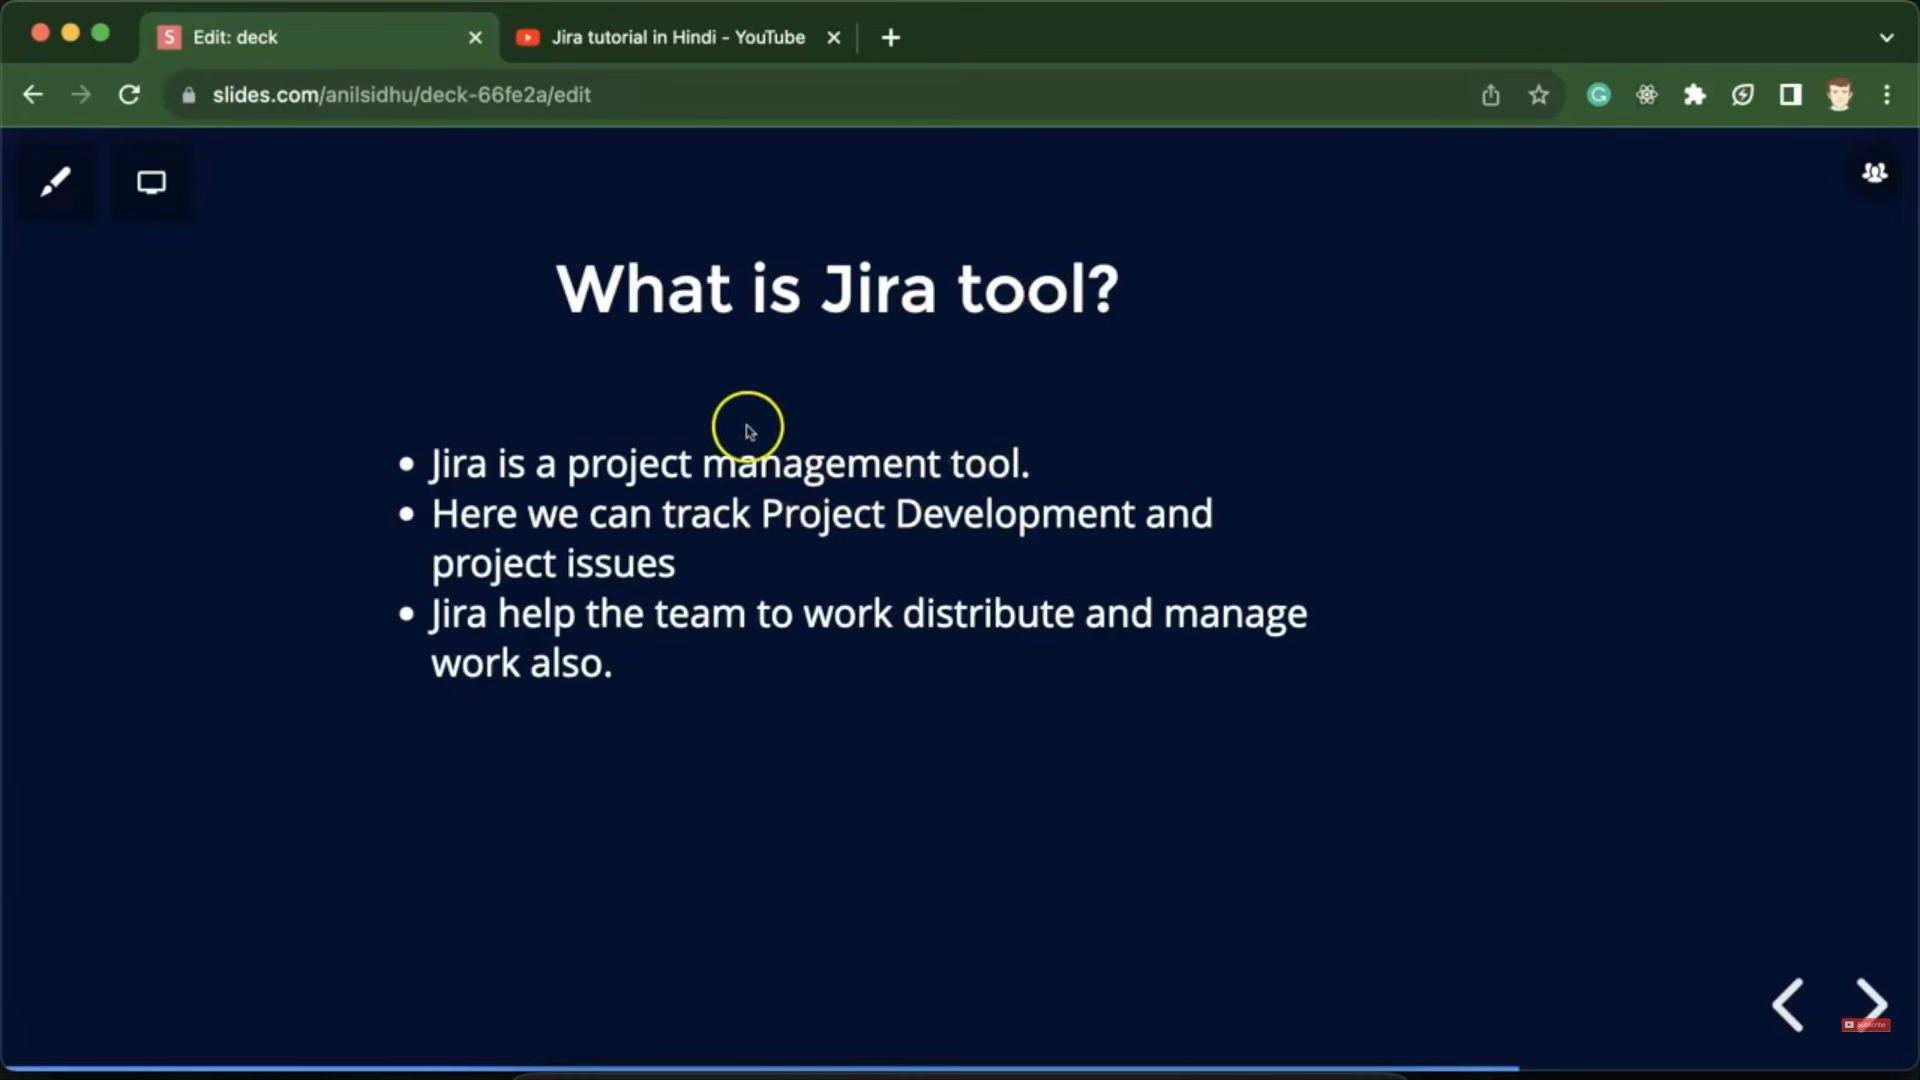 S Edit: deck
Jira tutorial in Hindi - YouTube
slides.com/anilsidhu/deck-66fe2a/edit
What is Jira tool?
• Jira is a project management tool.
• Here we can track Project Development and
project issues
• Jira help the team to work distribute and manage
work also.
Subscribe